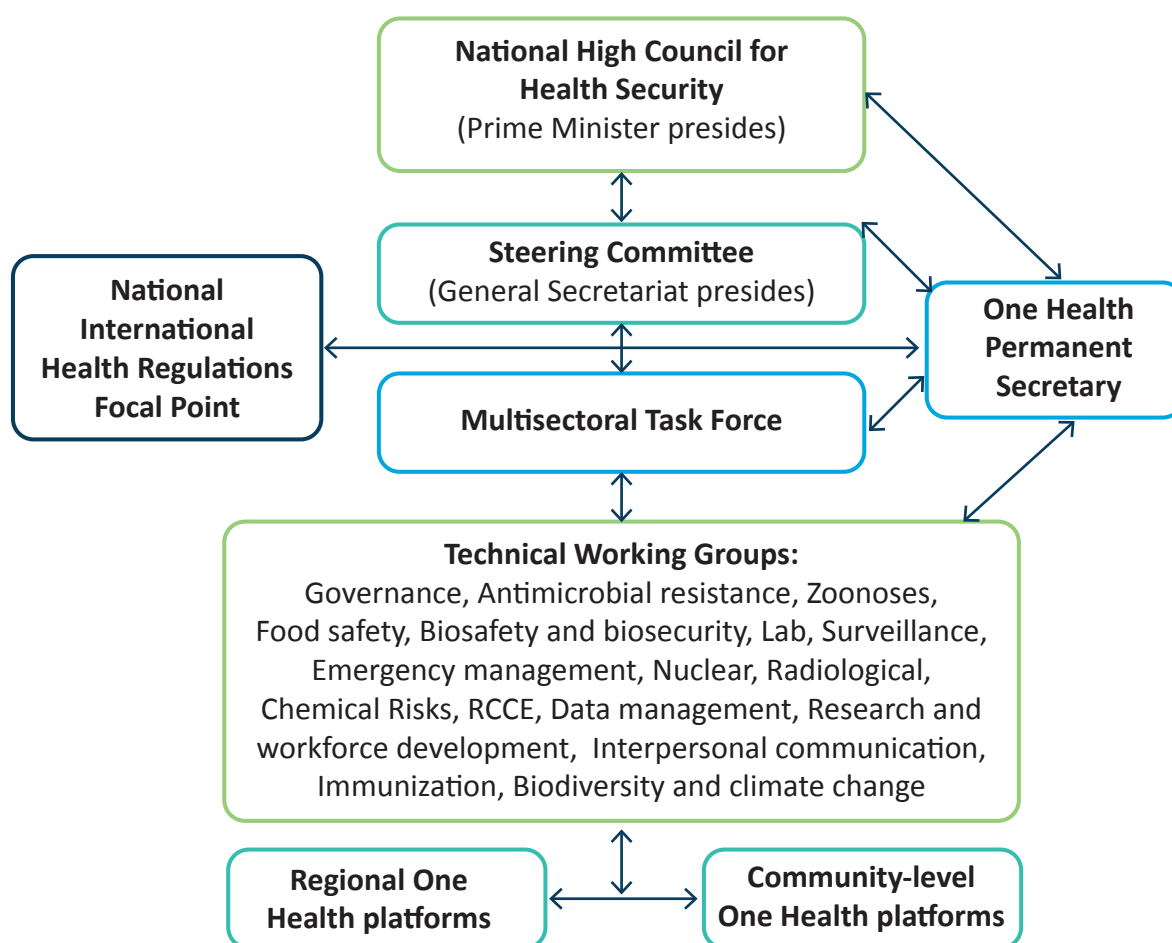 National High Council for
Health Security
(Prime Minister presides)
Steering Committee
(General Secretariat presides)
National
International
Health Regulations
Focal Point
One Health
Permanent
Secretary
Multisectoral Task Force
Technical Working Groups:
Governance, Antimicrobial resistance, Zoonoses,
Food safety, Biosafety and biosecurity, Lab, Surveillance,
Emergency management, Nuclear, Radiological,
Chemical Risks, RCCE, Data management, Research and
workforce development,  Interpersonal communication,
Immunization, Biodiversity and climate change
Regional One
Health platforms
Community-level
One Health platforms